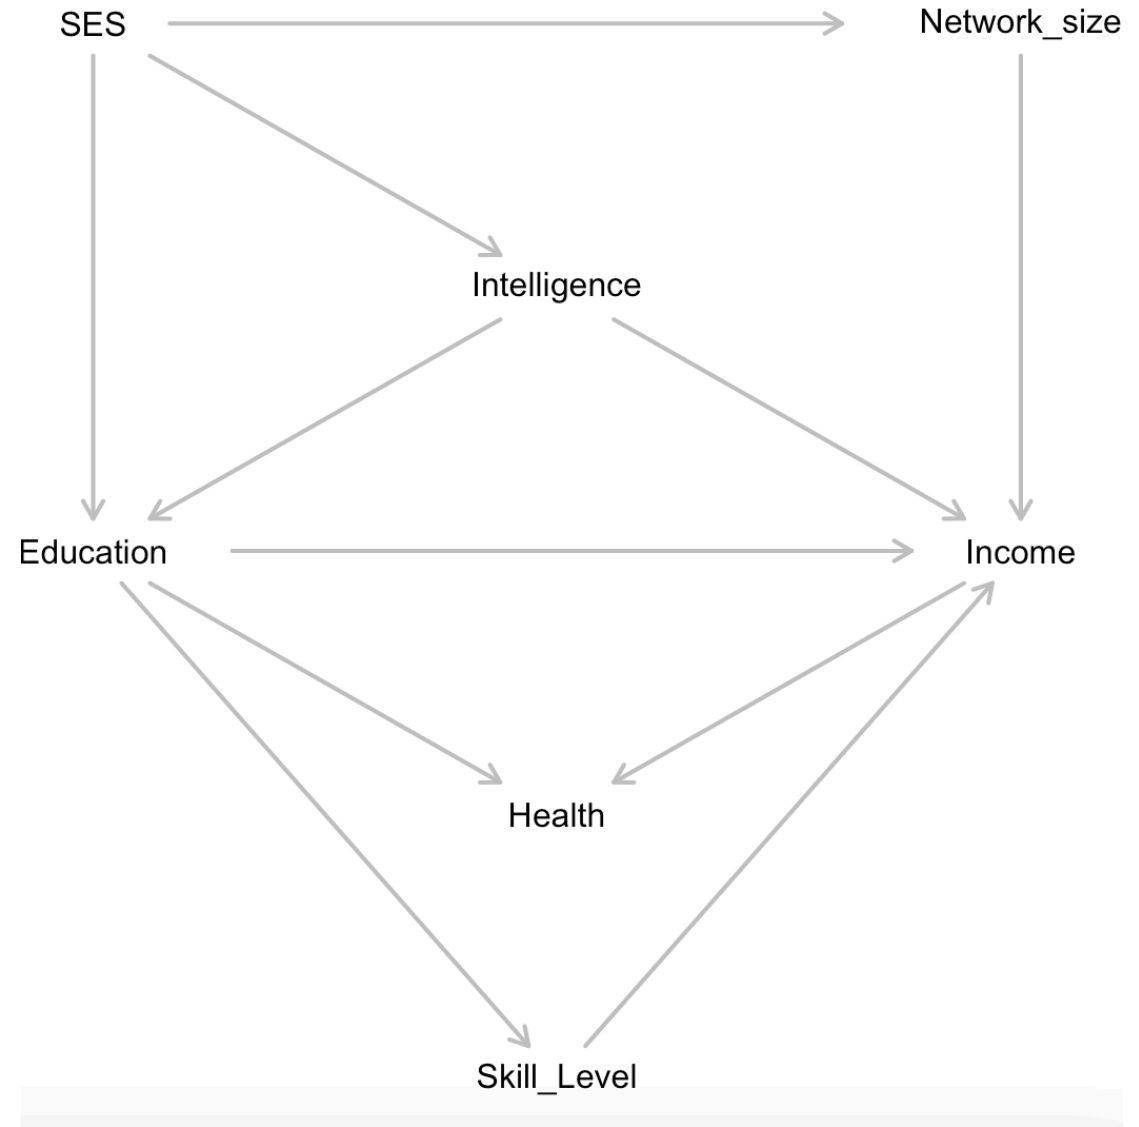 SES
Network_size
Intelligence
Education
Income
Health
Skill_Level